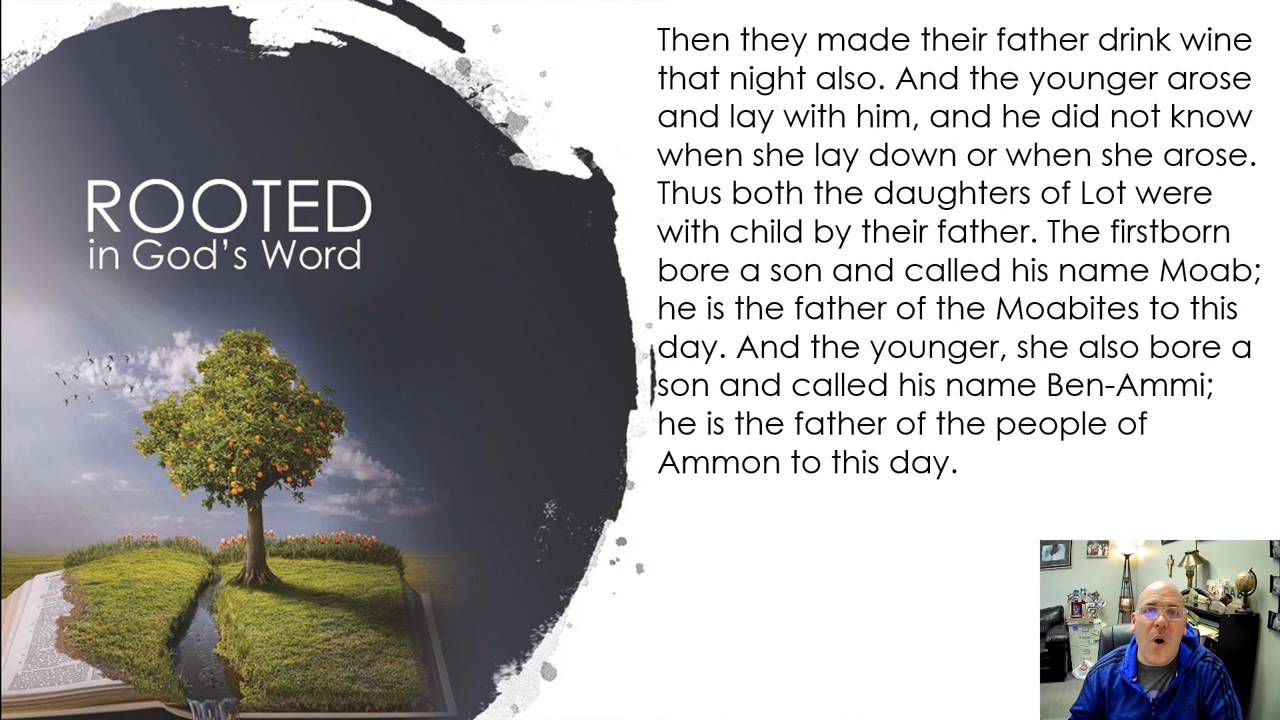 ROOTED
in God's Word
Then they made their father drink wine
that night also. And the younger arose
and lay with him, and he did not know
when she lay down or when she arose.
Thus both the daughters of Lot were
with child by their father. The firstborn
bore a son and called his name Moab;
he is the father of the Moabites to this
day. And the younger, she also bore a
son and called his name Ben-Ammi;
he is the father of the people of
Ammon to this day.